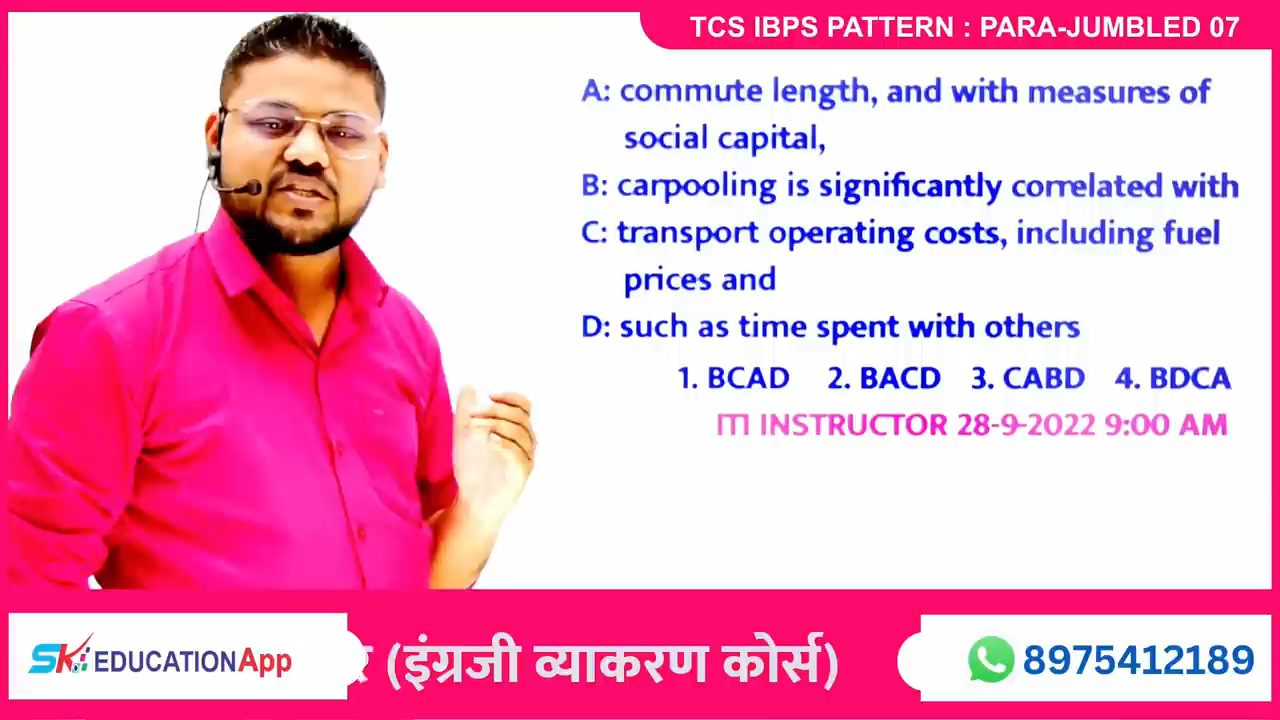 TCS IBPS PATTERN : PARA-JUMBLED 07
A: commute length, and with measures of
social capital,
B: carpooling is significantly correlated with
C: transport operating costs, including fuel
prices and
D: such as time spent with others
1. BCAD 2. BACD 3. CABD 4. BDCA
ITI INSTRUCTOR 28-9-2022 9:00 AM
SK EDUCATIONApp
(इंग्रजी व्याकरण कोर्स)
8975412189